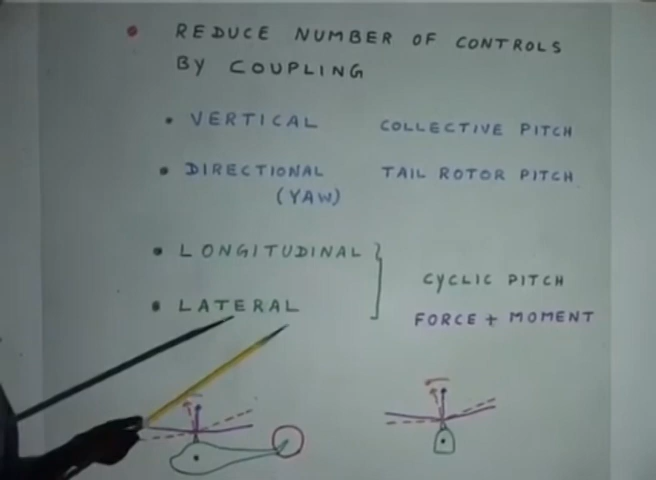 REDUCE NUMBER OF CONTROLS
BY COUPLING
VERTICAL COLLECTIVE PITCH
DIRECTIONAL TAIL ROTOR PITCH
(YAW)
LONGITUDINAL
CYCLIC PITCH
LATERAL
FORCE + MOMENT